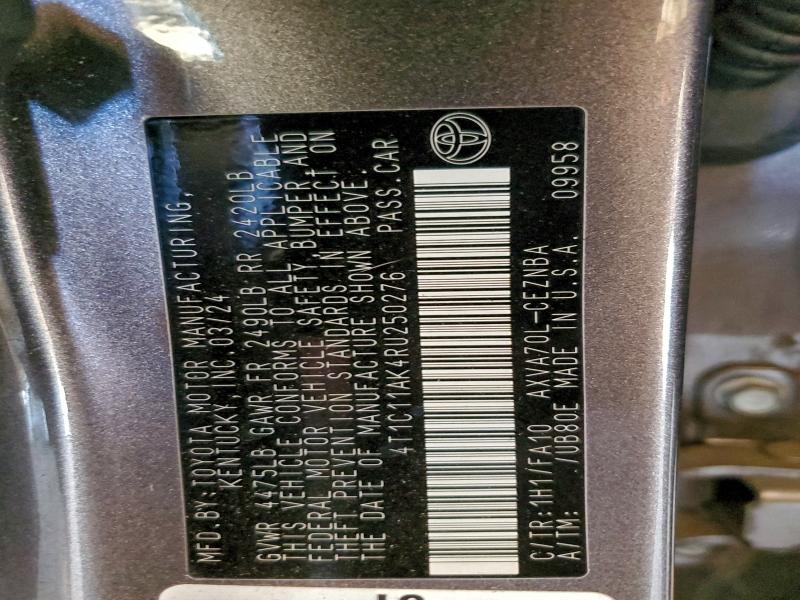 MFD. BY: TOYOTA MOTOR MANUFACTURING,
KENTUCKY, INC. 03/24
GVWR 4475LB GAWR FR 2490LB RR 2420LB
THIS VEHICLE CONFORMS TO ALL APPLICABLE
FEDERAL MOTOR VEHICLE SAFETY, BUMPER, AND
THEFT PREVENTION STANDARDS IN EFFECT ON
THE DATE OF MANUFACTURE SHOWN ABOVE.
4T1C11AK4RU250276 PASS.CAR
C/TR: 1H1/FA10 AXVA70L-CEZNBA
A/TM: /UB80E MADE IN U.S.A. 09958